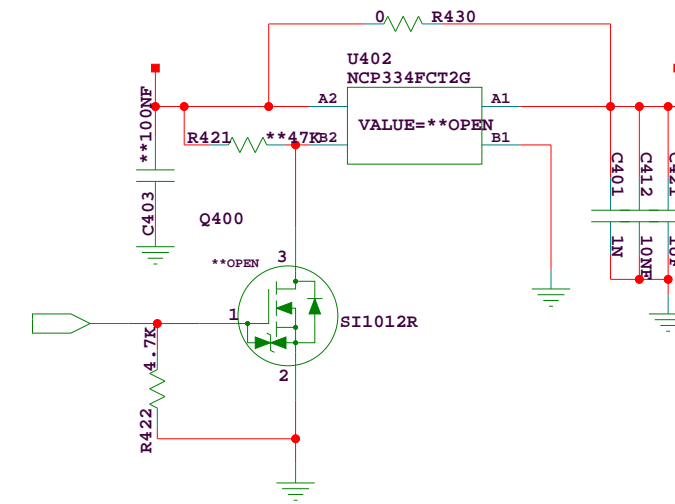 0 R430
U402
NCP334FCT2G
A2
A1
VALUE=**OPEN
**100NF
R421
**47K
B2
B1
C403
Q400
**OPEN
3
1
SI1012R
2
4.7K
R422
C401
C412
1N
10NF